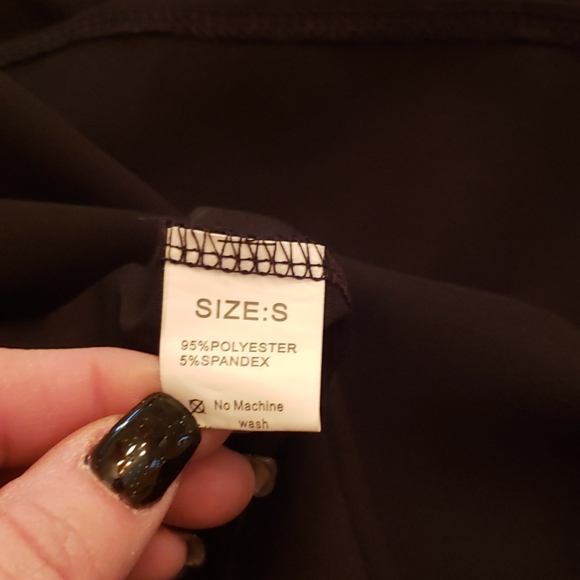 SIZE:S
95%POLYESTER
5%SPANDEX
No Machine
wash